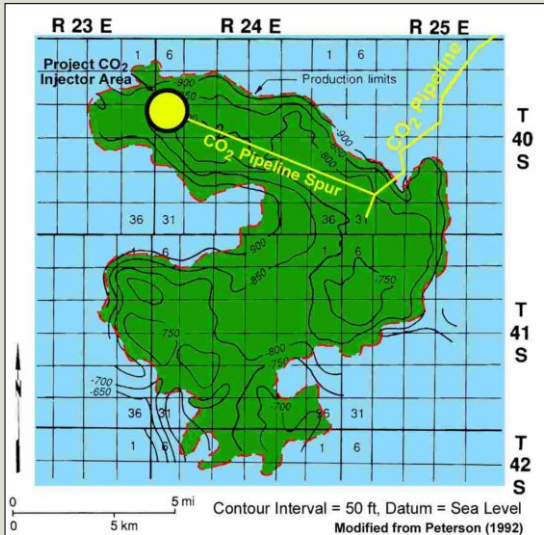 R 23 E R 24 E R 25 E
1 6 1 6
Project CO2
Injector Area
-900
-850
Production limits
-900
-850
-800
CO2 Pipeline
CO2 Pipeline Spur
T
40
S
36 31 36 31
1 6 1 6
-900
-850
-750
-750
-800
-750
T
41
S
-700
-650
-700
36 31 36 31
1 6 1 6
T
42
S
N
0 5 mi
0 5 km
Contour Interval = 50 ft, Datum = Sea Level
Modified from Peterson (1992)